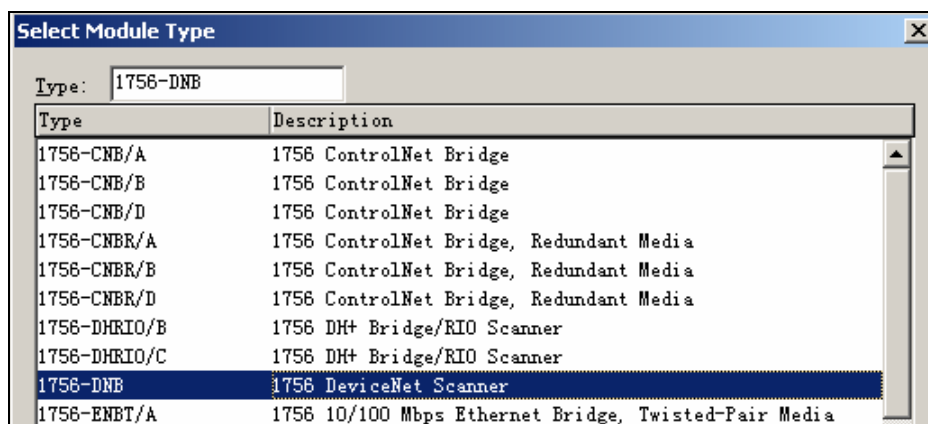 Select Module Type
Type: 1756-DNB
Type Description
1756-CNB/A 1756 ControlNet Bridge
1756-CNB/B 1756 ControlNet Bridge
1756-CNB/D 1756 ControlNet Bridge
1756-CNBR/A 1756 ControlNet Bridge, Redundant Media
1756-CNBR/B 1756 ControlNet Bridge, Redundant Media
1756-CNBR/D 1756 ControlNet Bridge, Redundant Media
1756-DHRIO/B 1756 DH+ Bridge/RIO Scanner
1756-DHRIO/C 1756 DH+ Bridge/RIO Scanner
1756-DNB 1756 DeviceNet Scanner
1756-ENBT/A 1756 10/100 Mbps Ethernet Bridge, Twisted-Pair Media